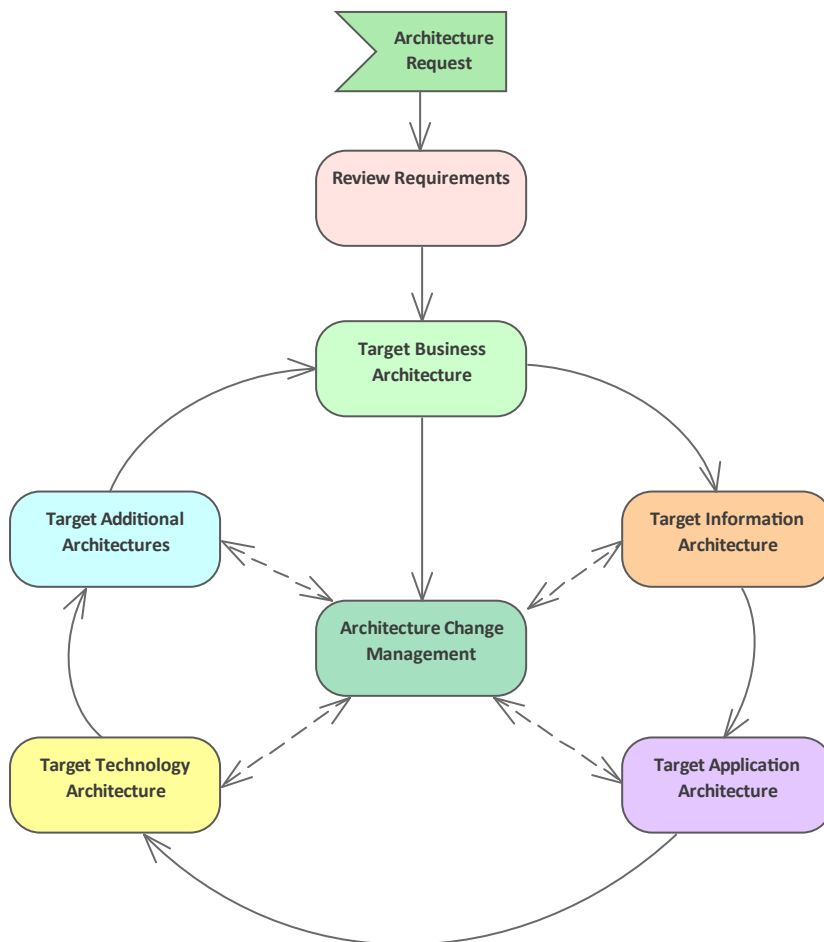 Architecture
Request
Review Requirements
Target Business
Architecture
Target Additional
Architectures
Target Information
Architecture
Architecture Change
Management
Target Technology
Architecture
Target Application
Architecture